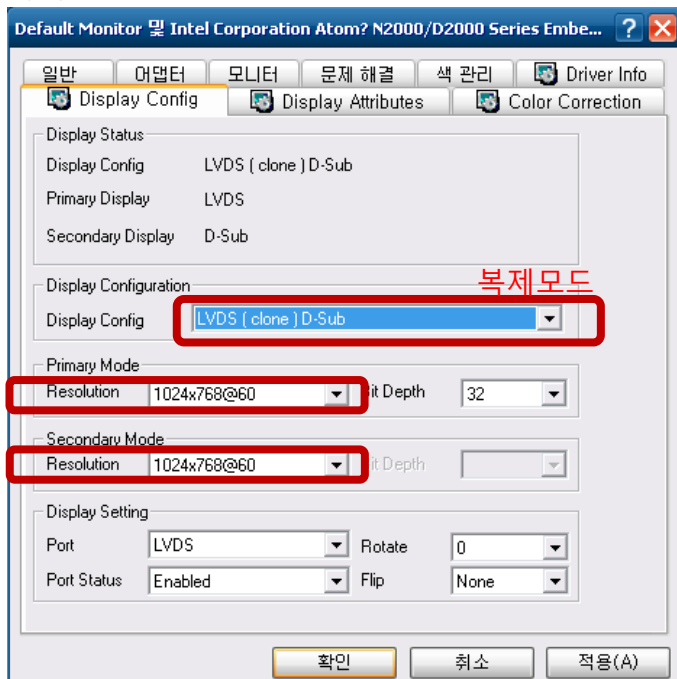 Default Monitor 및 Intel Corporation Atom? N2000/D2000 Series Embe...
일반 어댑터 모니터 문제 해결 색 관리 Driver Info
Display Config Display Attributes Color Correction
Display Status
Display Config LVDS ( clone ) D-Sub
Primary Display LVDS
Secondary Display D-Sub
복제모드
Display Configuration
Display Config LVDS ( clone ) D-Sub
Primary Mode
Resolution 1024x768@60 Bit Depth 32
Secondary Mode
Resolution 1024x768@60 Bit Depth
Display Setting
Port LVDS Rotate 0
Port Status Enabled Flip None
확인 취소 적용(A)